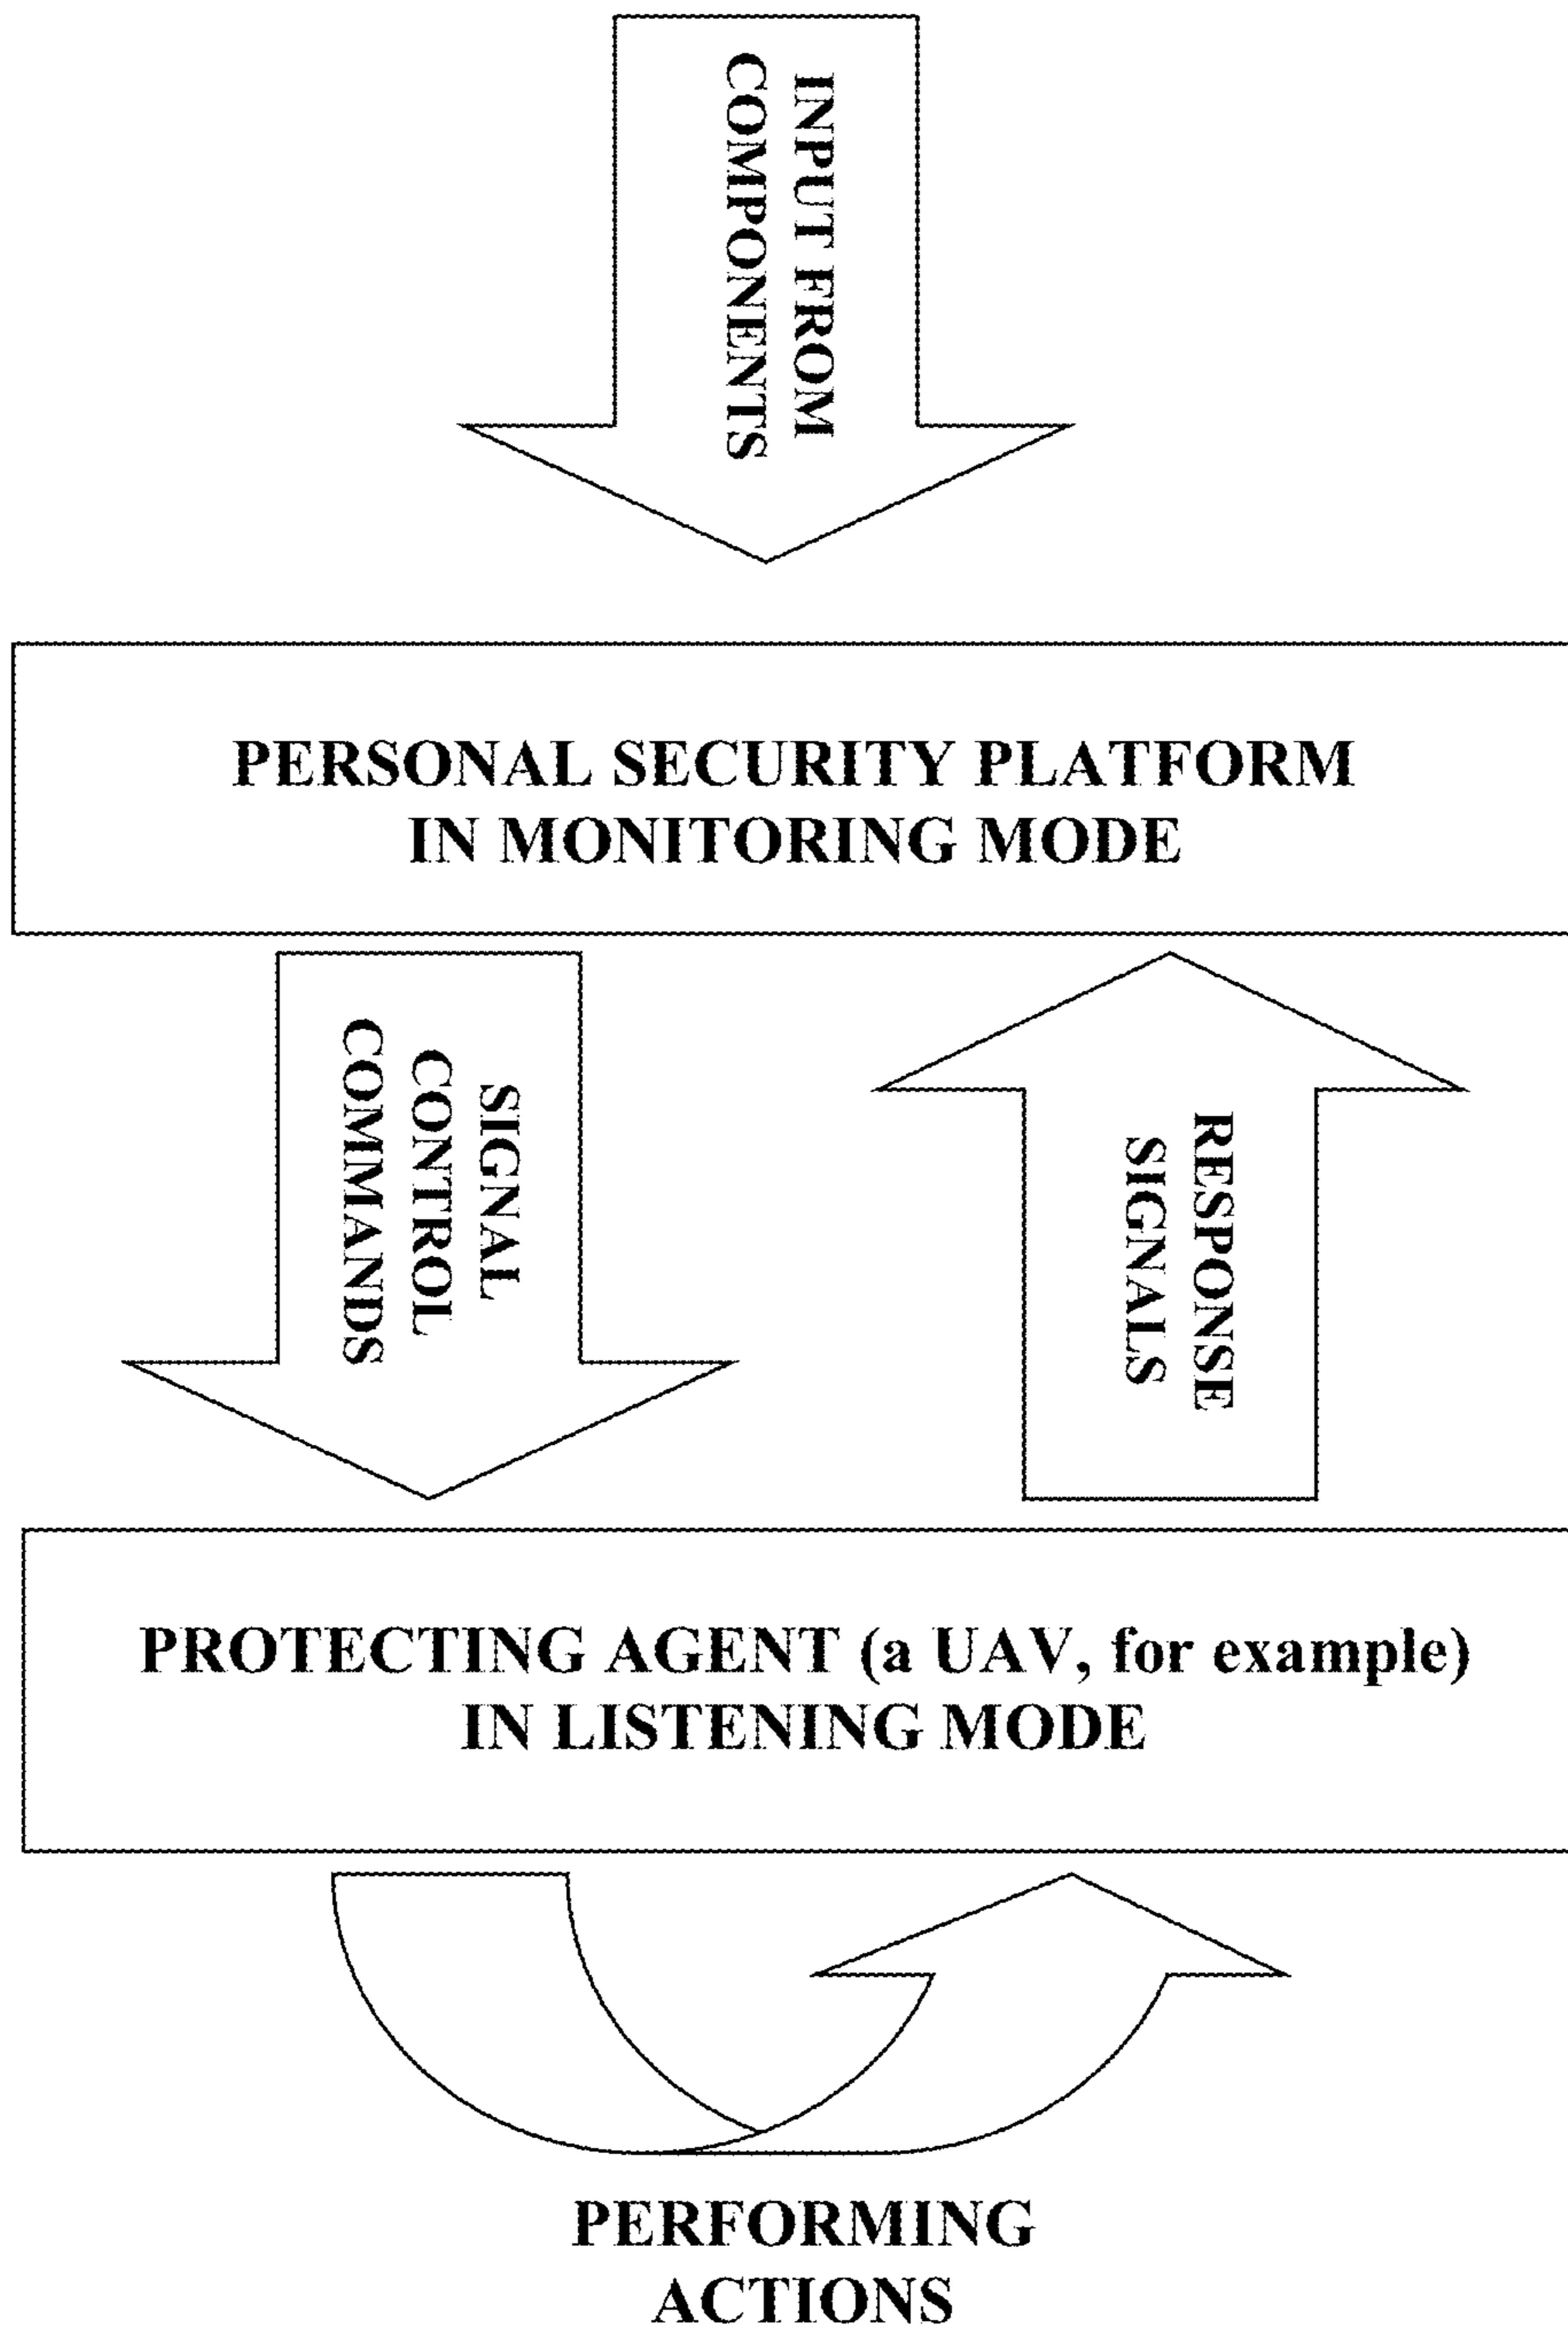 INPUT FROM
COMPONENTS
PERSONAL SECURITY PLATFORM
IN MONITORING MODE
SIGNAL
CONTROL
COMMANDS
RESPONSE
SIGNALS
PROTECTING AGENT (a UAV, for example)
IN LISTENING MODE
PERFORMING
ACTIONS